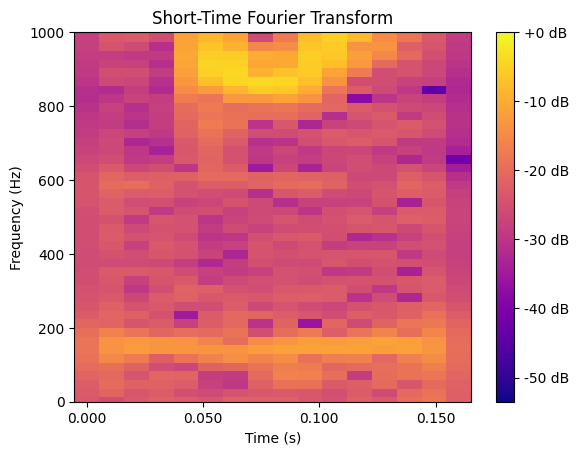 Short-Time Fourier Transform
1000
800
600
400
200
0
Frequency (Hz)
0.000
0.050
0.100
0.150
Time (s)
+0 dB
-10 dB
-20 dB
-30 dB
-40 dB
-50 dB